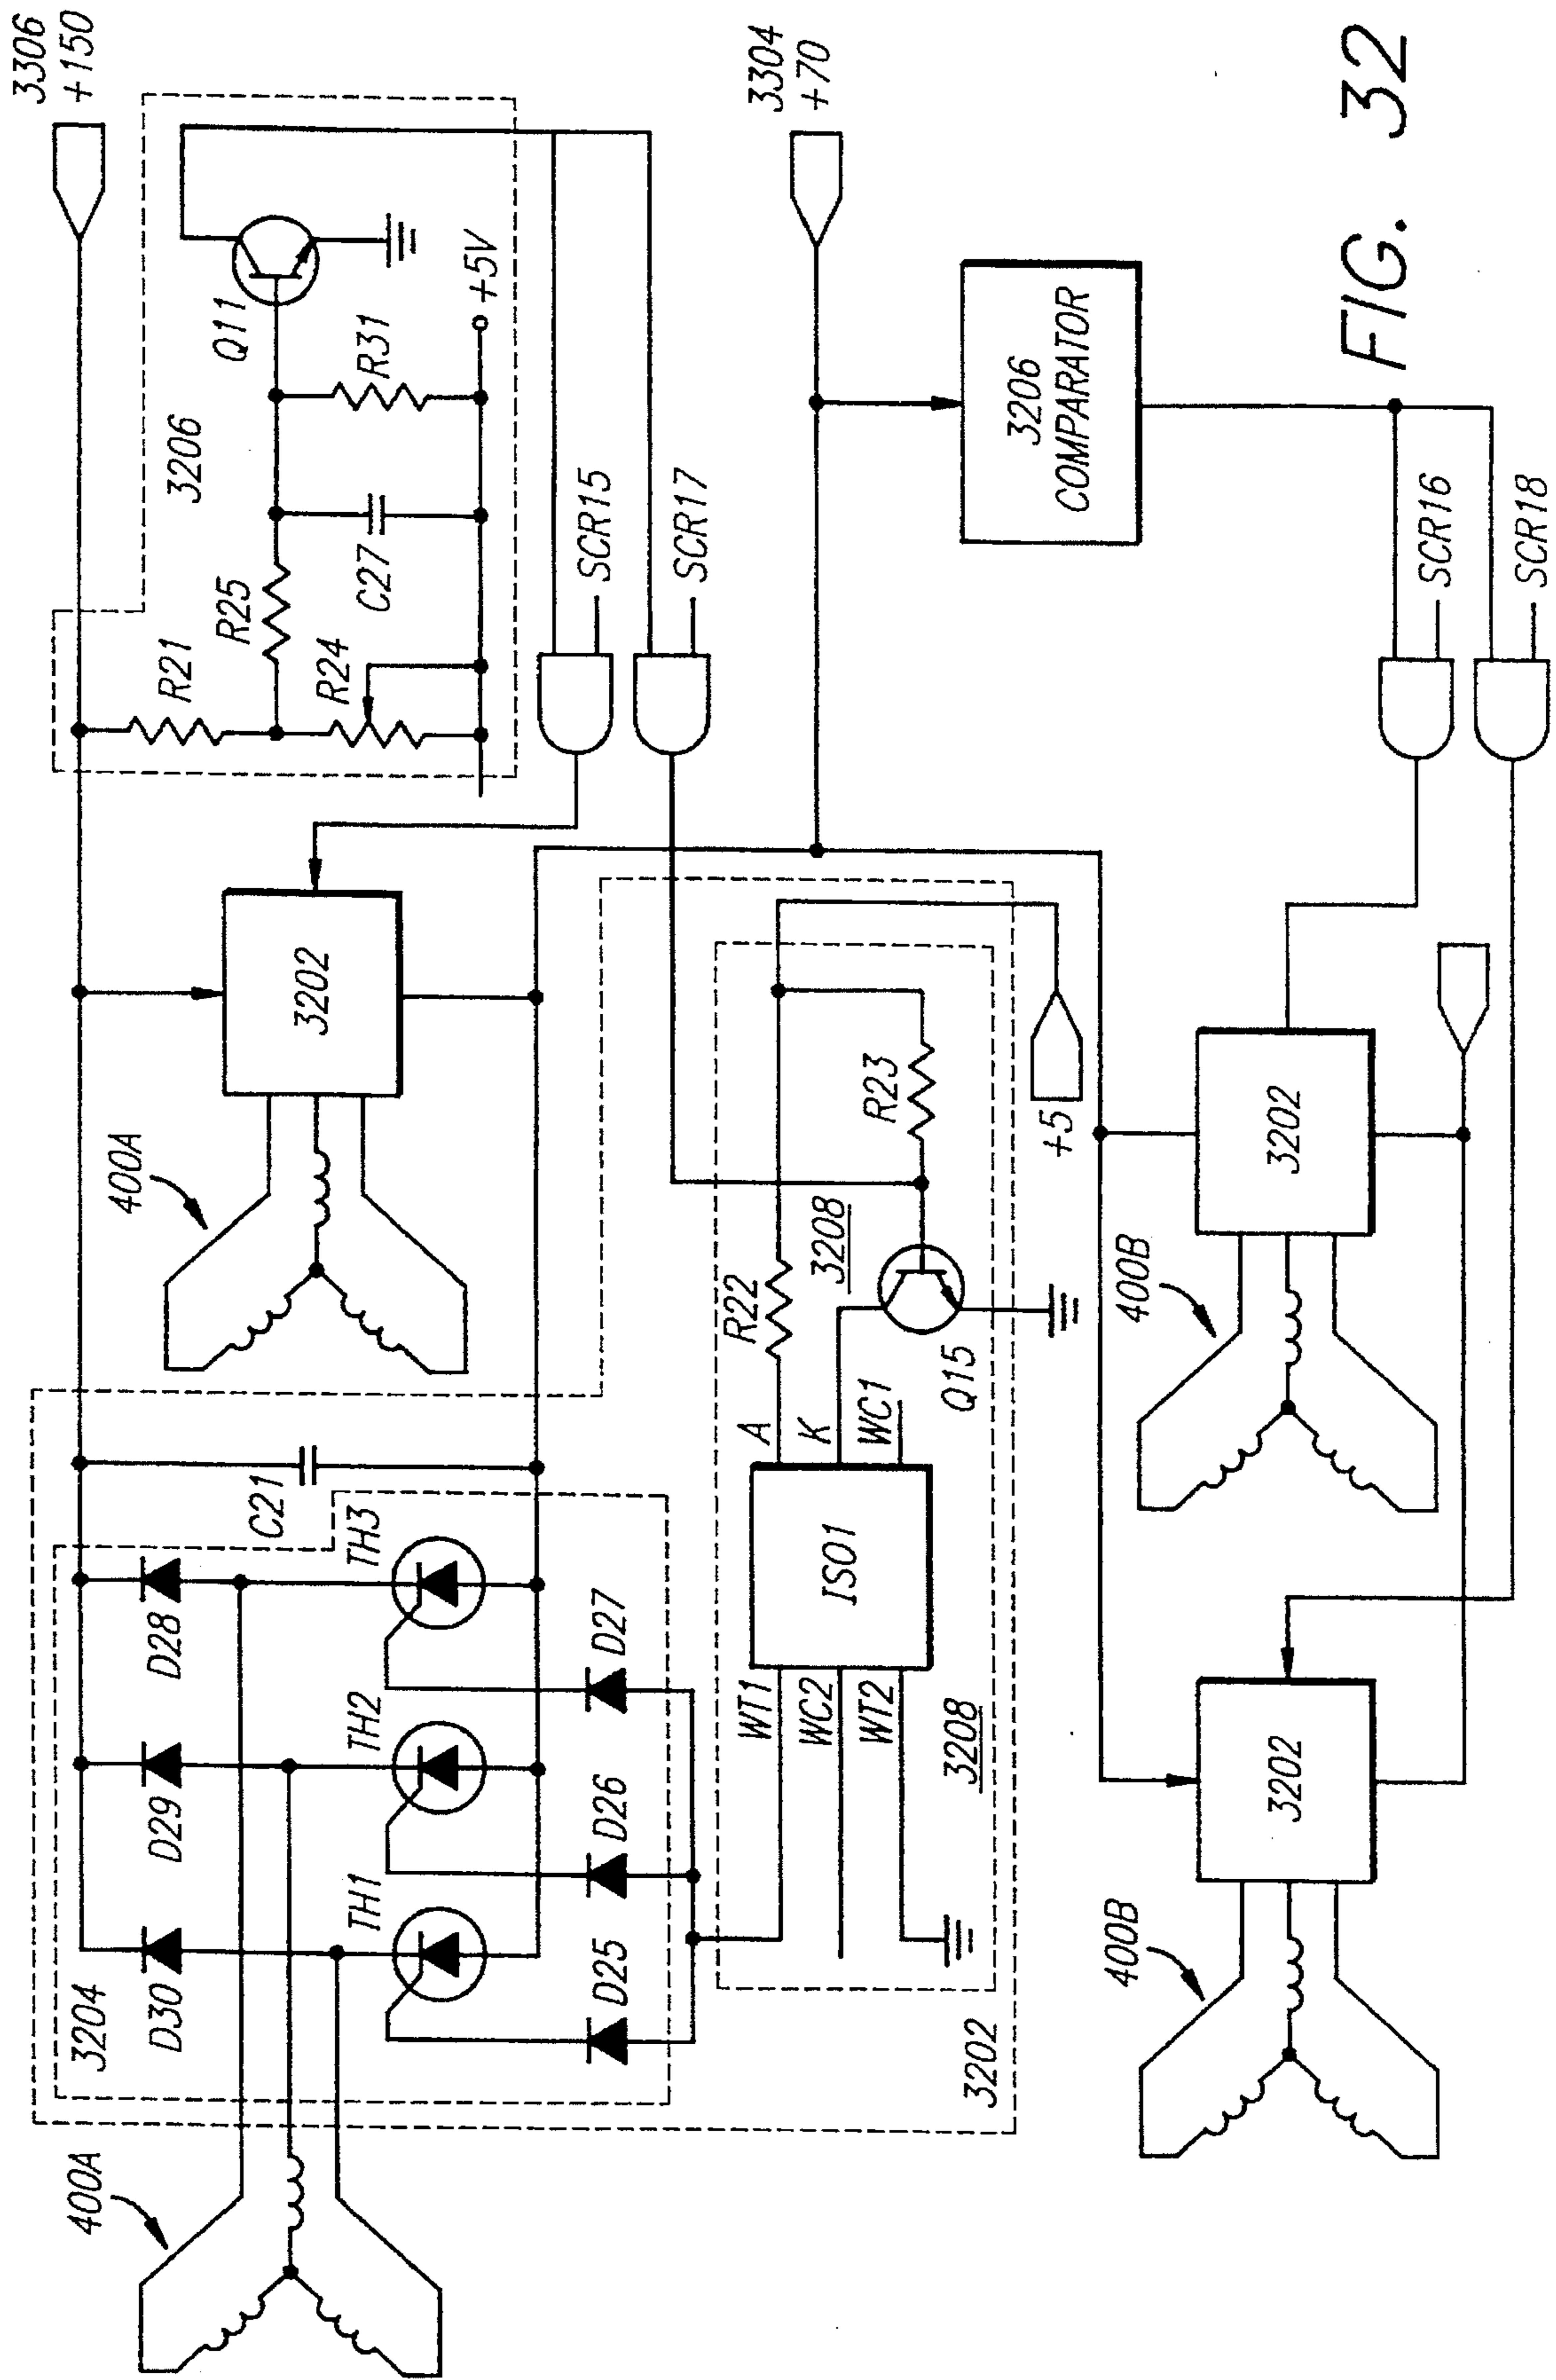 3306
+150
3206
Q11
R31
+5V
R25
C27
R21
R24
SCR15
SCR17
3304
+70
3206
COMPARATOR
SCR16
SCR18
3202
400A
3204
D30
D29
D28
C21
TH1
TH2
TH3
D25
D26
D27
400A
3202
WT1
WC2
WT2
3208
ISO1
A
K
WC1
R22
3208
Q15
R23
+5
3202
400B
3202
400B
FIG. 32